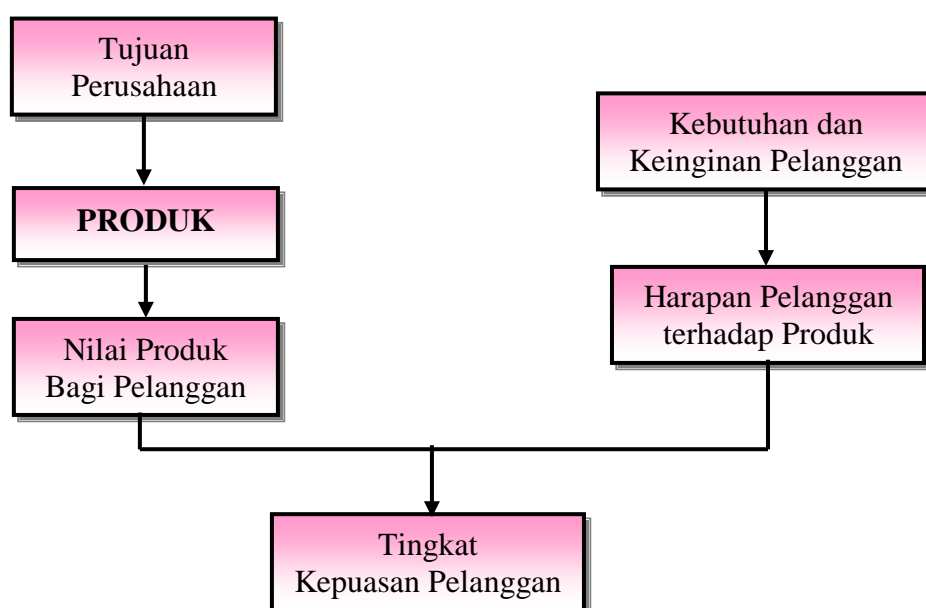 Tujuan
Perusahaan
PRODUK
Nilai Produk
Bagi Pelanggan
Kebutuhan dan
Keinginan Pelanggan
Harapan Pelanggan
terhadap Produk
Tingkat
Kepuasan Pelanggan